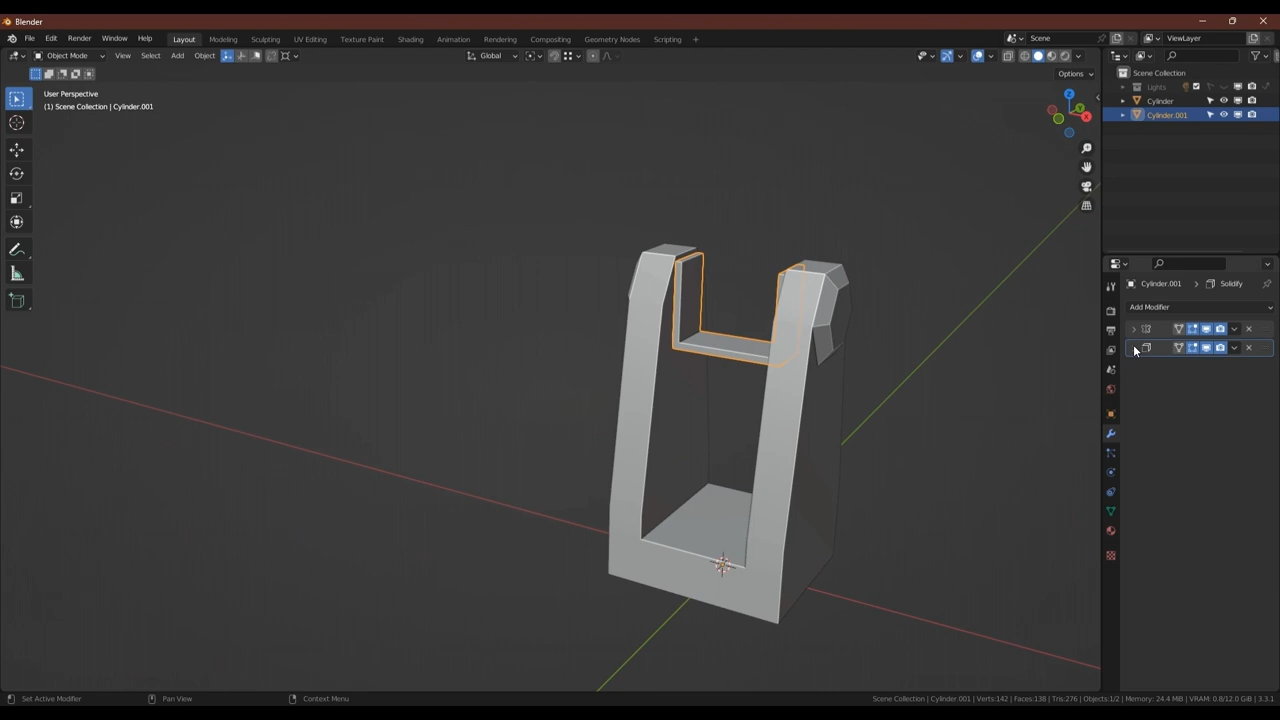 Blender
File Edit Render Window Help Layout Modeling Sculpting UV Editing Texture Paint Shading Animation Rendering Compositing Geometry Nodes Scripting + Scene ViewLayer
Object Mode View Select Add Object Global
Options
User Perspective
(1) Scene Collection | Cylinder.001
Z
Y
X
Scene Collection
Lights
Cylinder
Cylinder.001
Cylinder.001 > Solidify
Add Modifier
Set Active Modifier Pan View Context Menu Scene Collection | Cylinder.001 | Verts:142 | Faces:138 | Tris:276 | Objects:1/2 | Memory: 24.4 MiB | VRAM: 0.8/12.0 GiB | 3.3.1